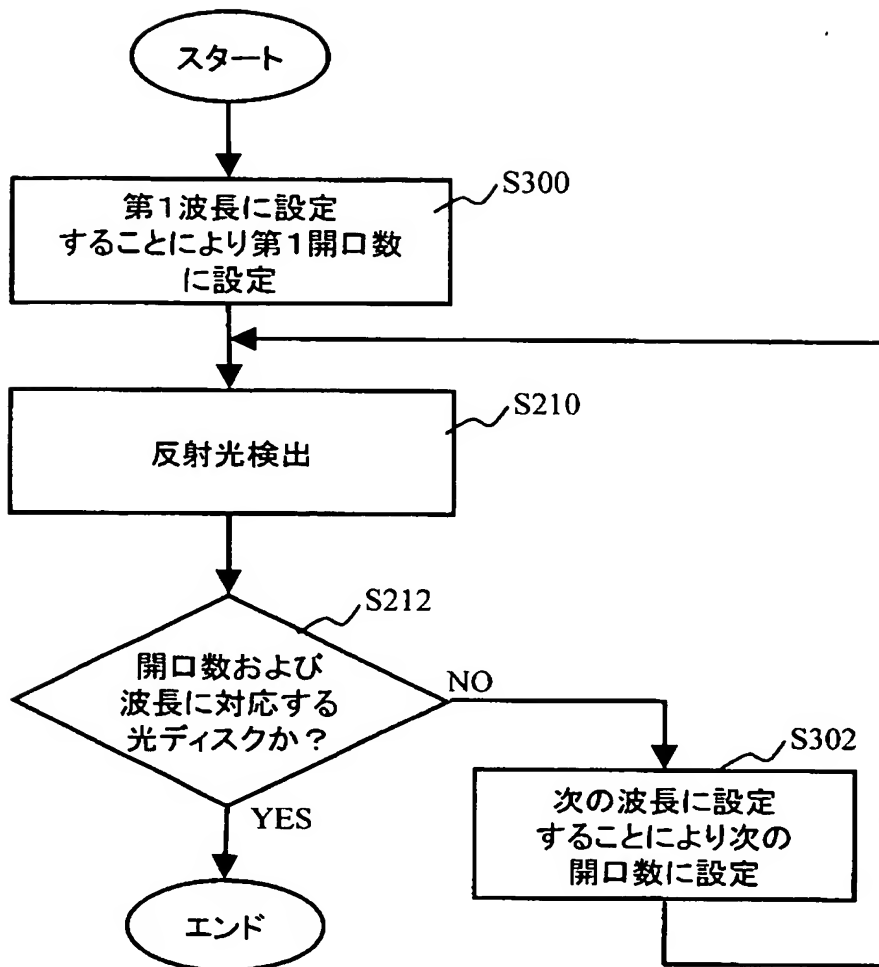 スタート
S300
第1波長に設定
することにより第1開口数
に設定
S210
反射光検出
S212
開口数および
波長に対応する
光ディスクか？
NO
S302
次の波長に設定
することにより次の
開口数に設定
YES
エンド